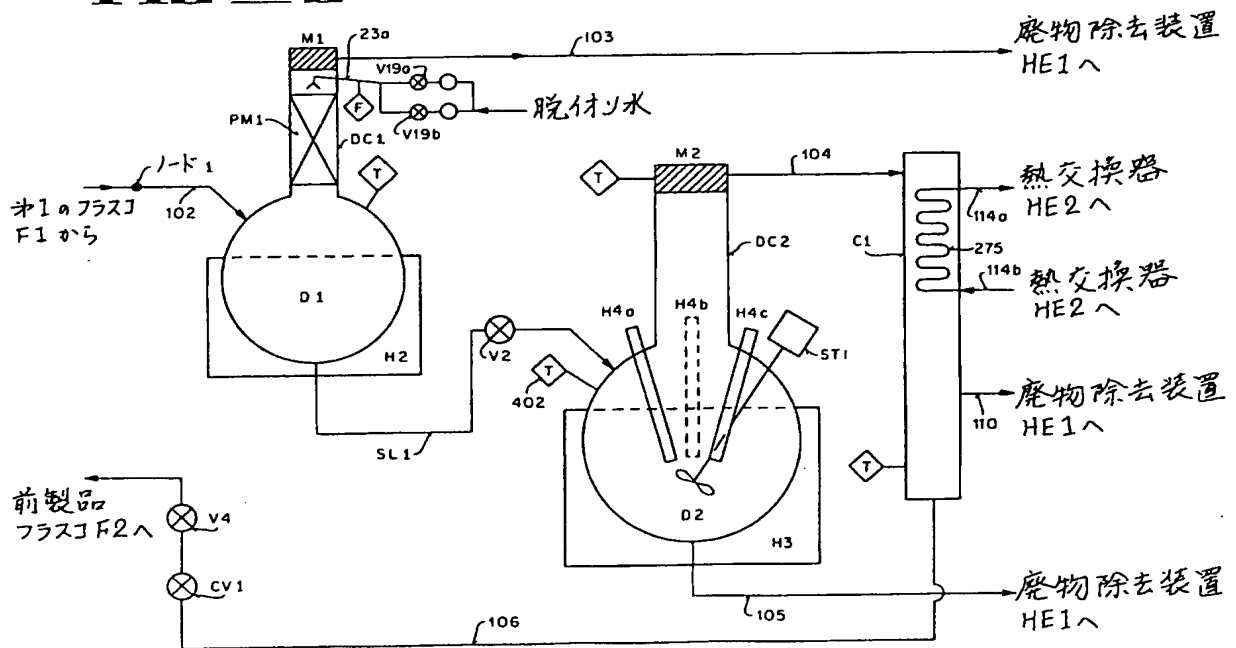 M1
23a
103
廃物除去装置
HE1へ
V19a
F
脱イオン水
V19b
PM1
DC1
T
ノード1
102
第1のフラスコ
F1から
D1
H2
M2
T
104
熱交換器
HE2へ
114a
DC2
C1
275
114b
熱交換器
HE2へ
H4a
H4b
H4c
ST1
V2
T
402
SL1
廃物除去装置
110
HE1へ
T
前製品
フラスコF2へ
V4
D2
H3
CV1
廃物除去装置
HE1へ
105
106